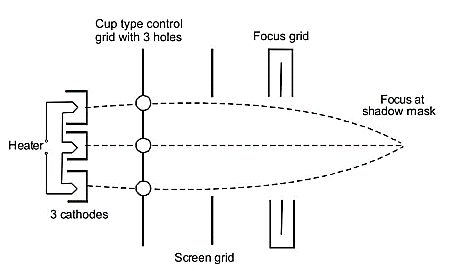 Cup type control
grid with 3 holes
Focus grid
Focus at
shadow mask
Heater
3 cathodes
Screen grid